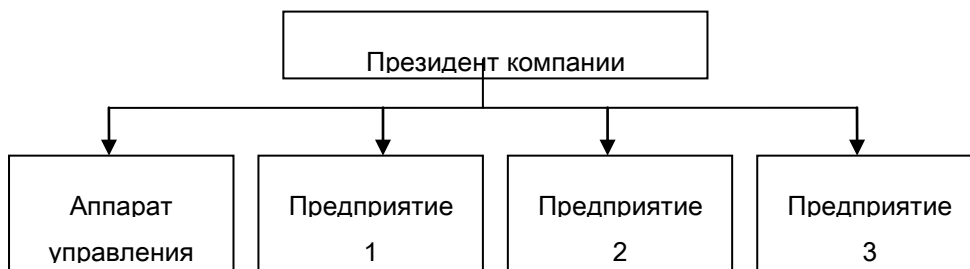 Президент компании
Аппарат управления
Предприятие 1
Предприятие 2
Предприятие 3